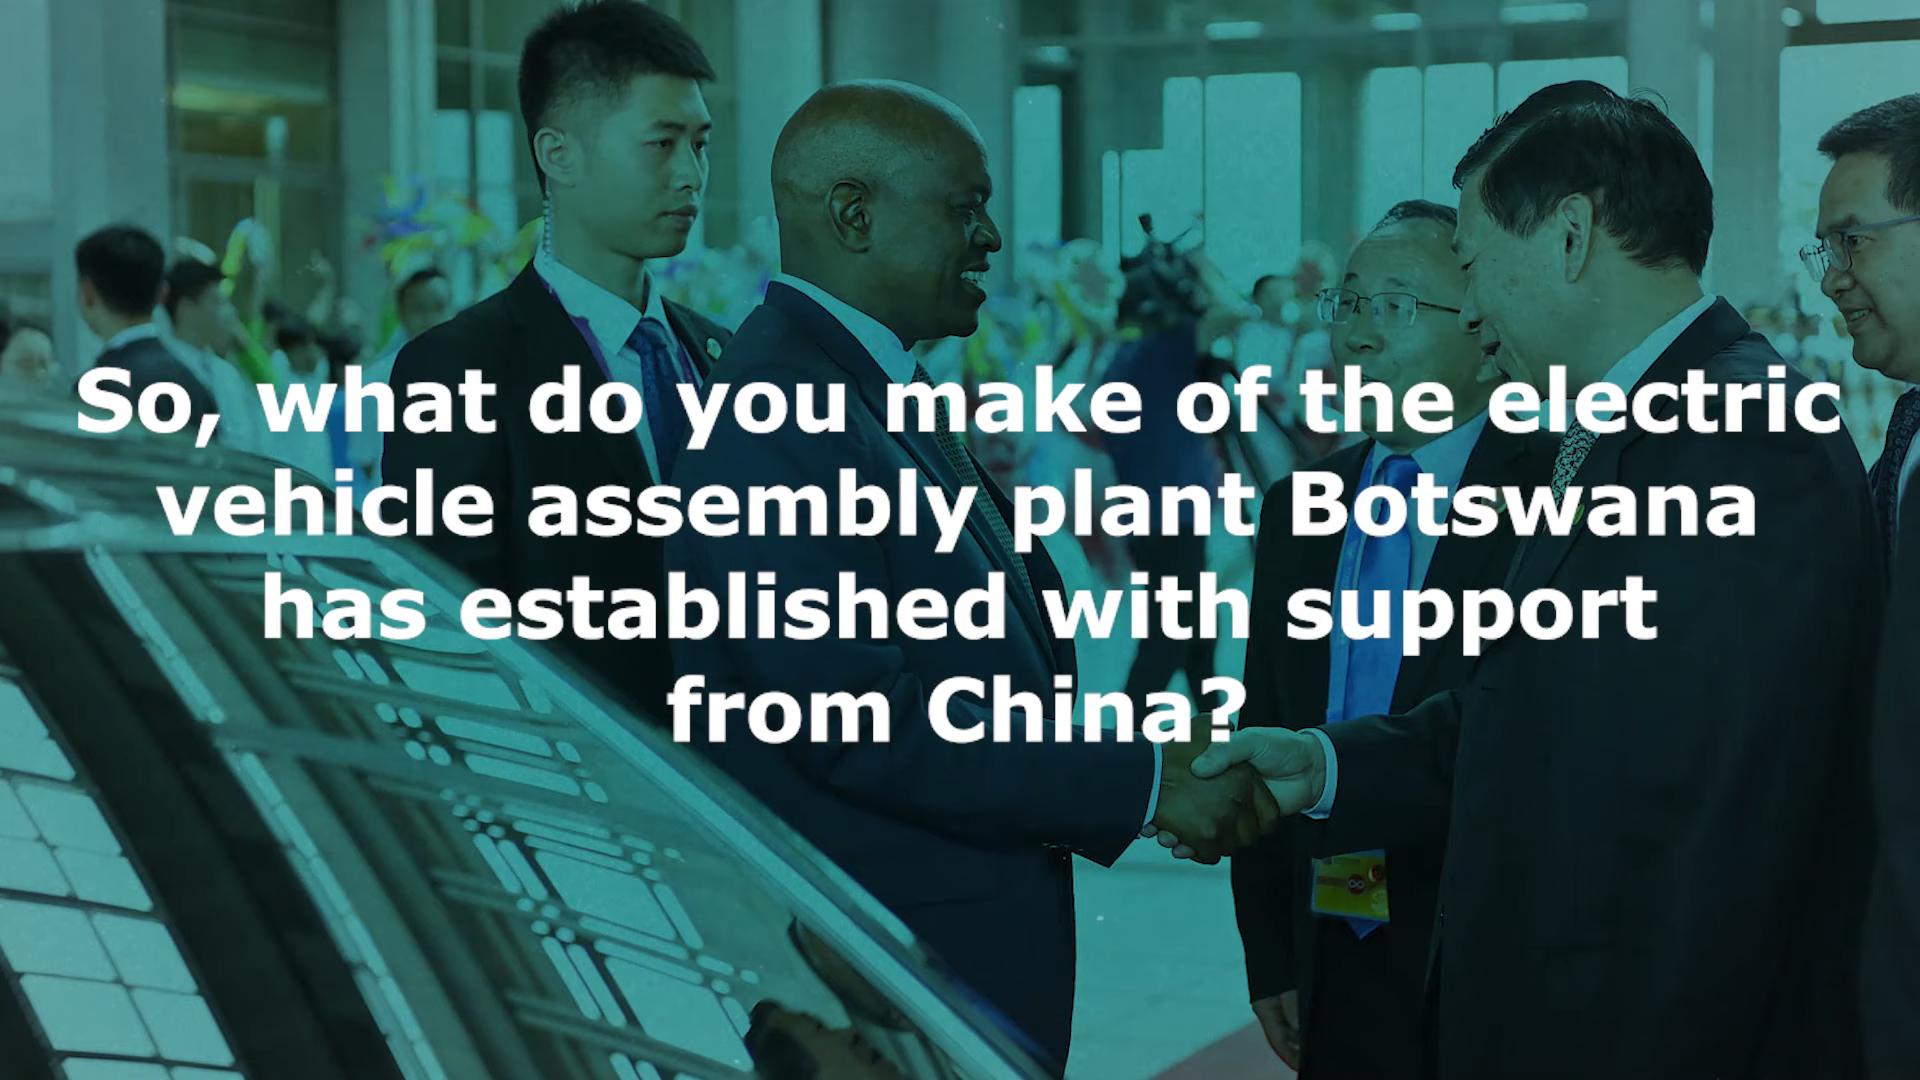 So, what do you make of the electric
vehicle assembly plant Botswana
has established with support
from China?